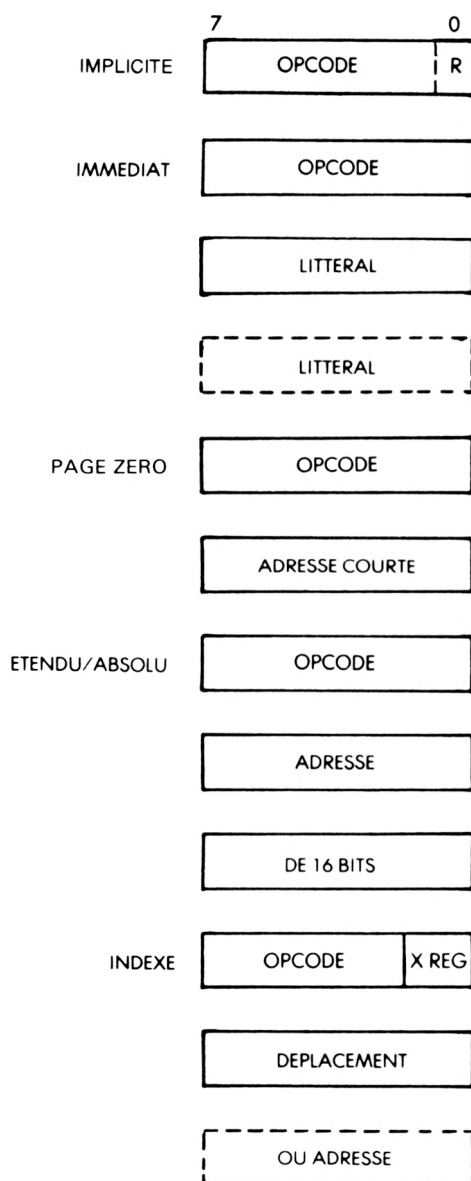 7 0
IMPLICITE OPCODE R
IMMEDIAT OPCODE
LITTERAL
LITTERAL
PAGE ZERO OPCODE
ADRESSE COURTE
ETENDU/ABSOLU OPCODE
ADRESSE
DE 16 BITS
INDEXE OPCODE X REG
DEPLACEMENT
OU ADRESSE